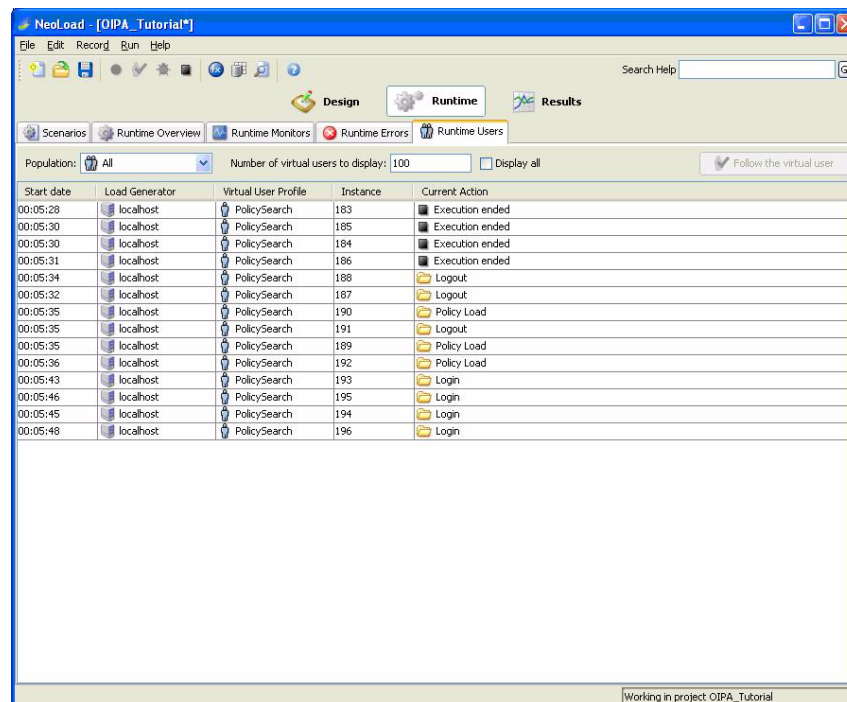 NeoLoad - [OIPA_Tutorial*]
File Edit Record Run Help
Search Help G
Design Runtime Results
Scenarios Runtime Overview Runtime Monitors Runtime Errors Runtime Users
Population: All Number of virtual users to display: 100 Display all Follow the virtual user
Start date Load Generator Virtual User Profile Instance Current Action
00:05:28 localhost PolicySearch 183 Execution ended
00:05:30 localhost PolicySearch 185 Execution ended
00:05:30 localhost PolicySearch 184 Execution ended
00:05:31 localhost PolicySearch 186 Execution ended
00:05:34 localhost PolicySearch 188 Logout
00:05:32 localhost PolicySearch 187 Logout
00:05:35 localhost PolicySearch 190 Policy Load
00:05:35 localhost PolicySearch 191 Logout
00:05:35 localhost PolicySearch 189 Policy Load
00:05:36 localhost PolicySearch 192 Policy Load
00:05:43 localhost PolicySearch 193 Login
00:05:46 localhost PolicySearch 195 Login
00:05:45 localhost PolicySearch 194 Login
00:05:48 localhost PolicySearch 196 Login
Working in project OIPA_Tutorial